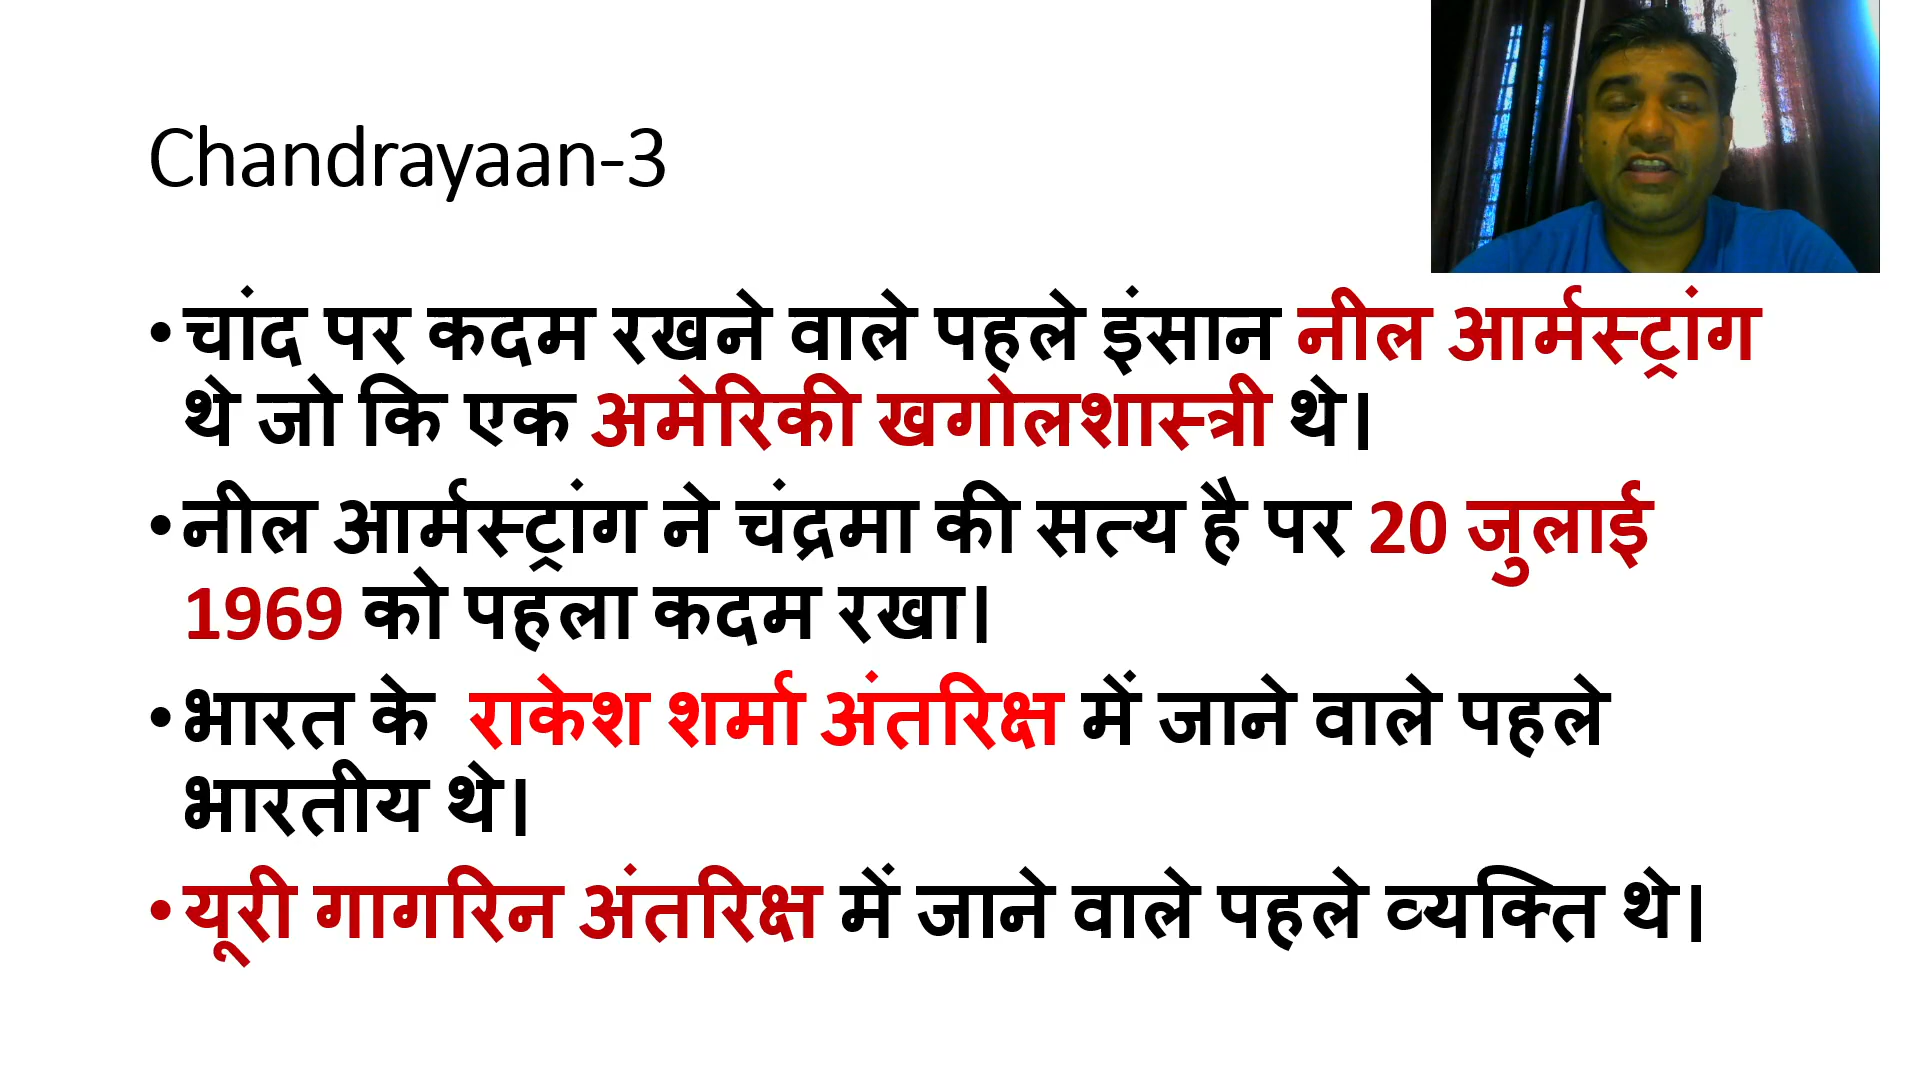 Chandrayaan-3
•चांद पर कदम रखने वाले पहले इंसान नील आर्मस्ट्रांग
थे जो कि एक अमेरिकी खगोलशास्त्री थे।
•नील आर्मस्ट्रांग ने चंद्रमा की सत्य है पर 20 जुलाई
1969 को पहला कदम रखा।
•भारत के राकेश शर्मा अंतरिक्ष में जाने वाले पहले
भारतीय थे।
•यूरी गागरिन अंतरिक्ष में जाने वाले पहले व्यक्ति थे।